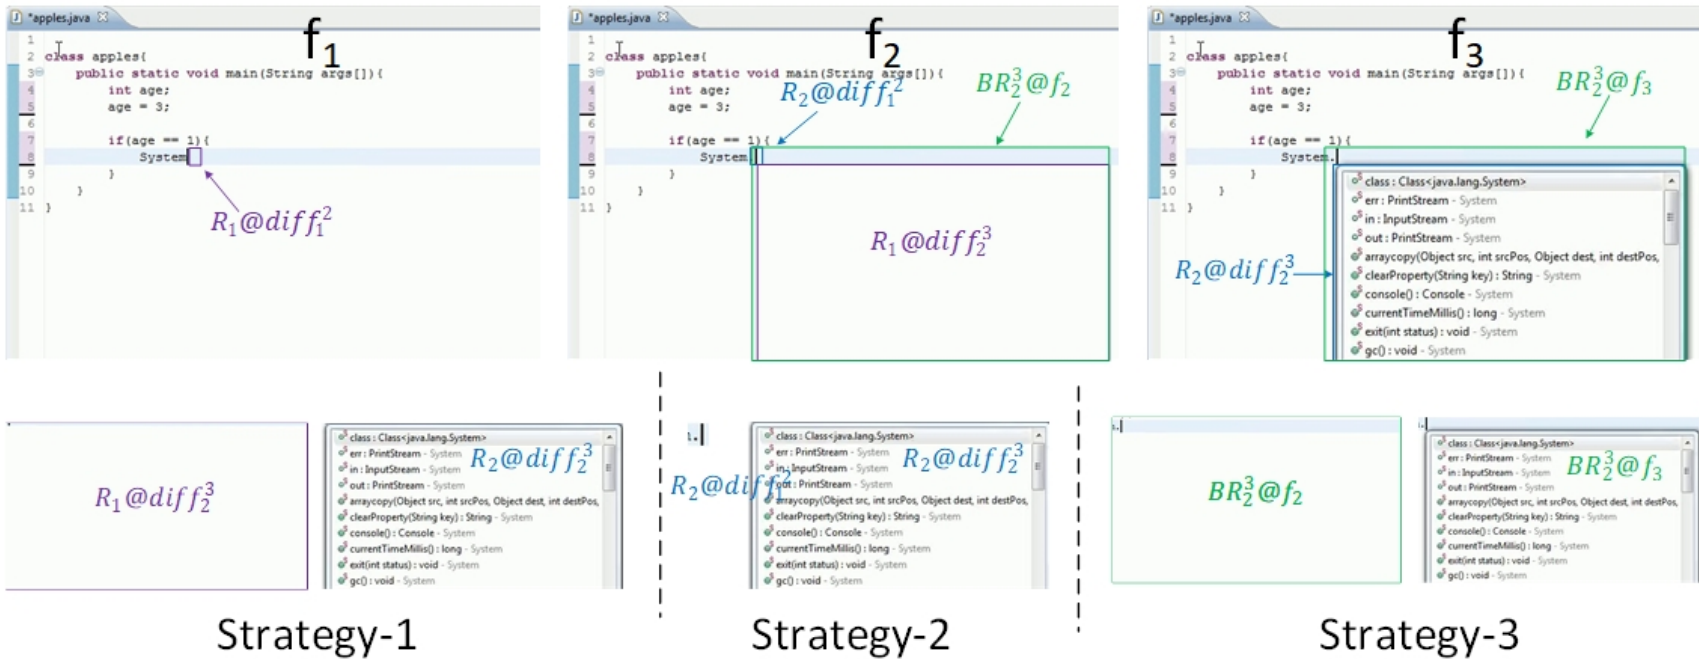 *apples.java
f1
1
2 class apples{
3 public static void main(String args[]){
4 int age;
5 age = 3;
6
7 if(age == 1){
8 System
9 }
10 }
11 }
R1@diff₁²
*apples.java
f2
1
2 class apples{
3 public static void main(String args[]){
4 int age;
5 age = 3;
6
7 if(age == 1){
8 System.
9 }
10 }
11 }
R2@diff₁²
BR₂³@f2
R1@diff₂³
*apples.java
f3
1
2 class apples{
3 public static void main(String args[]){
4 int age;
5 age = 3;
6
7 if(age == 1){
8 System.
9 }
10 }
11 }
BR₂³@f3
R2@diff₂³
class : Class<java.lang.System>
err : PrintStream - System
in : InputStream - System
out : PrintStream - System
arraycopy(Object src, int srcPos, Object dest, int destPos,
clearProperty(String key) : String - System
console() : Console - System
currentTimeMillis() : long - System
exit(int status) : void - System
gc() : void - System
R1@diff₂³
class : Class<java.lang.System>
err : PrintStream - System
in : InputStream - System
out : PrintStream - System
arraycopy(Object src, int srcPos, Object dest, int destPos,
clearProperty(String key) : String - System
console() : Console - System
currentTimeMillis() : long - System
exit(int status) : void - System
gc() : void - System
R2@diff₂³
Strategy-1
R2@diff₁²
class : Class<java.lang.System>
err : PrintStream - System
in : InputStream - System
out : PrintStream - System
arraycopy(Object src, int srcPos, Object dest, int destPos,
clearProperty(String key) : String - System
console() : Console - System
currentTimeMillis() : long - System
exit(int status) : void - System
gc() : void - System
R2@diff₂³
Strategy-2
BR₂³@f2
class : Class<java.lang.System>
err : PrintStream - System
in : InputStream - System
out : PrintStream - System
arraycopy(Object src, int srcPos, Object dest, int destPos,
clearProperty(String key) : String - System
console() : Console - System
currentTimeMillis() : long - System
exit(int status) : void - System
gc() : void - System
BR₂³@f3
Strategy-3